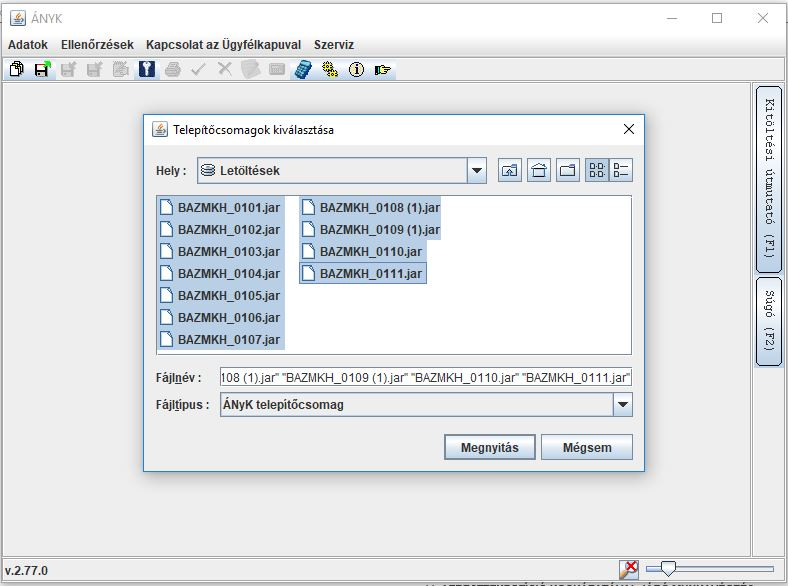 ÁNYK
Adatok Ellenőrzések Kapcsolat az Ügyfélkapuval Szerviz
Telepítőcsomagok kiválasztása
Hely : Letöltések
BAZMKH_0101.jar
BAZMKH_0102.jar
BAZMKH_0103.jar
BAZMKH_0104.jar
BAZMKH_0105.jar
BAZMKH_0106.jar
BAZMKH_0107.jar
BAZMKH_0108 (1).jar
BAZMKH_0109 (1).jar
BAZMKH_0110.jar
BAZMKH_0111.jar
Fájlnév : 108 (1).jar" "BAZMKH_0109 (1).jar" "BAZMKH_0110.jar" "BAZMKH_0111.jar"
Fájltípus : ÁNyK telepítőcsomag
Megnyitás Mégsem
Kitöltési útmutató (F1)
Súgó (F2)
v.2.77.0